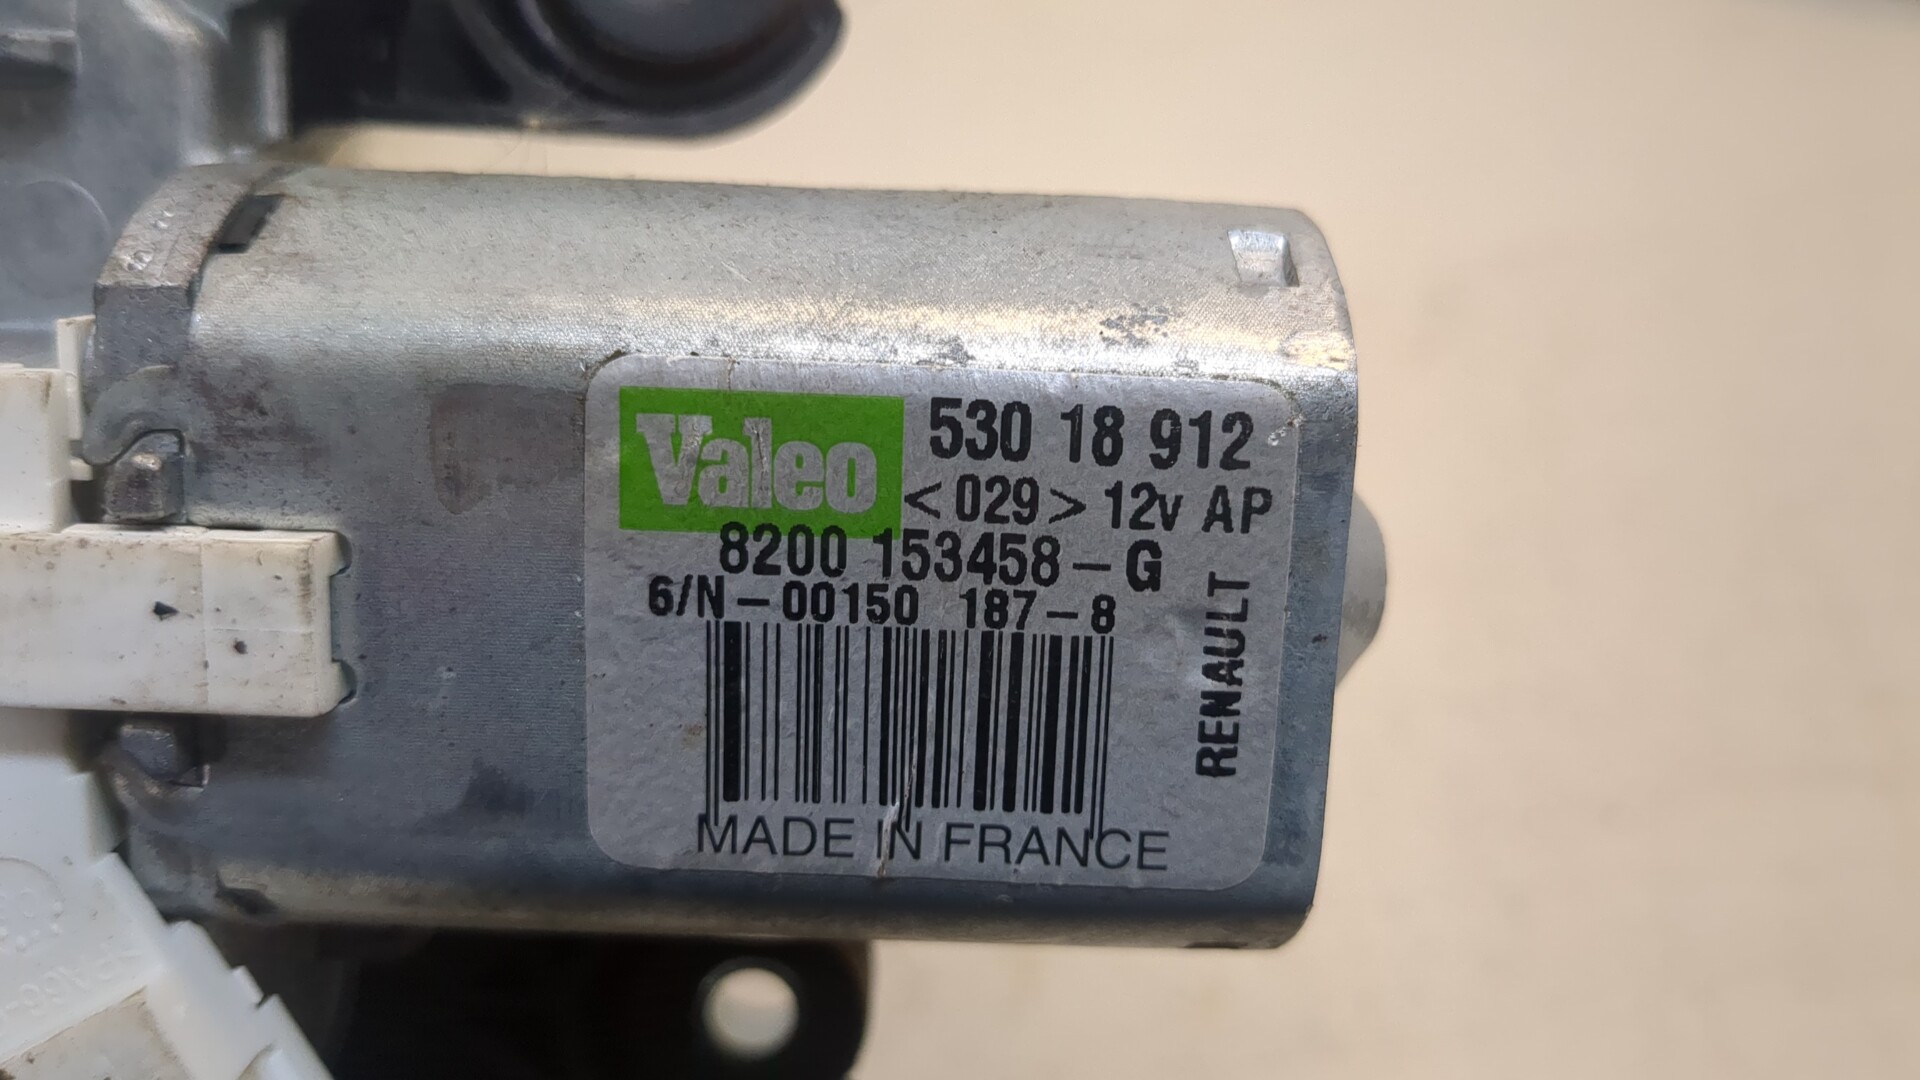 Valeo
530 18 912
<029> 12v AP
8200 153458-G
6/N-00150 187-8
RENAULT
MADE IN FRANCE